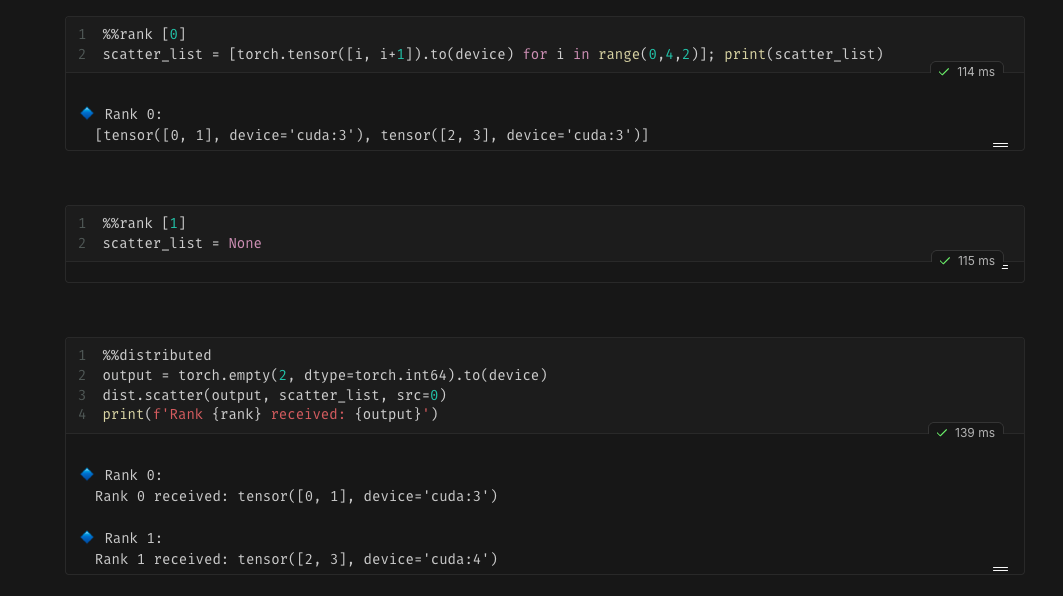 1 %%rank [0]
2 scatter_list = [torch.tensor([i, i+1]).to(device) for i in range(0,4,2)]; print(scatter_list)
114 ms
Rank 0:
[tensor([0, 1], device='cuda:3'), tensor([2, 3], device='cuda:3')]
1 %%rank [1]
2 scatter_list = None
115 ms
1 %%distributed
2 output = torch.empty(2, dtype=torch.int64).to(device)
3 dist.scatter(output, scatter_list, src=0)
4 print(f'Rank {rank} received: {output}')
139 ms
Rank 0:
Rank 0 received: tensor([0, 1], device='cuda:3')
Rank 1:
Rank 1 received: tensor([2, 3], device='cuda:4')